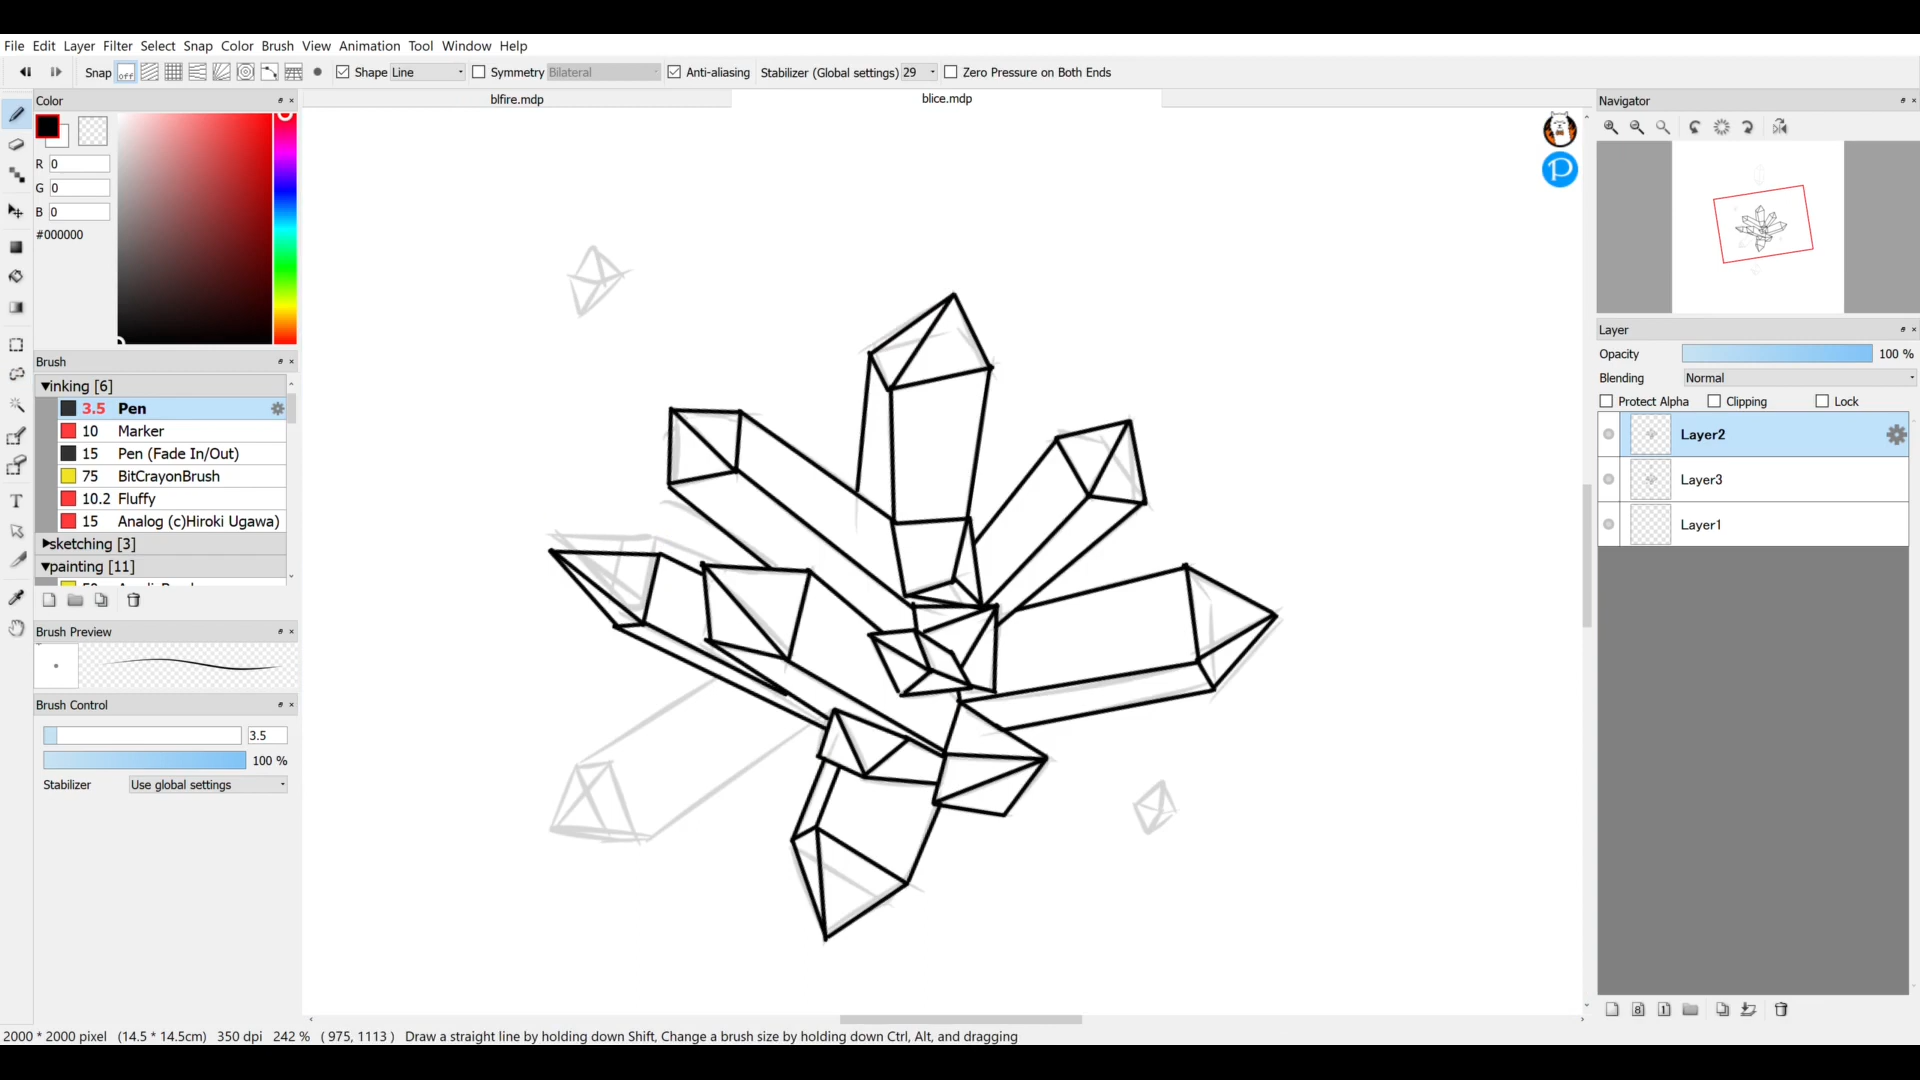 File Edit Layer Filter Select Snap Color Brush View Animation Tool Window Help
Snap off Shape Line Symmetry Bilateral Anti-aliasing Stabilizer (Global settings) 29 Zero Pressure on Both Ends
Color
blfire.mdp
blice.mdp
Navigator
R 0
G 0
B 0
#000000
P
Brush
inking [6]
3.5 Pen
10 Marker
15 Pen (Fade In/Out)
75 BitCrayonBrush
10.2 Fluffy
15 Analog (c)Hiroki Ugawa)
sketching [3]
painting [11]
Brush Preview
Brush Control
3.5
100 %
Stabilizer Use global settings
Layer
Opacity 100 %
Blending Normal
Protect Alpha Clipping Lock
Layer2
Layer3
Layer1
8 1
2000 * 2000 pixel (14.5 * 14.5cm) 350 dpi 242 % ( 975, 1113 ) Draw a straight line by holding down Shift, Change a brush size by holding down Ctrl, Alt, and dragging